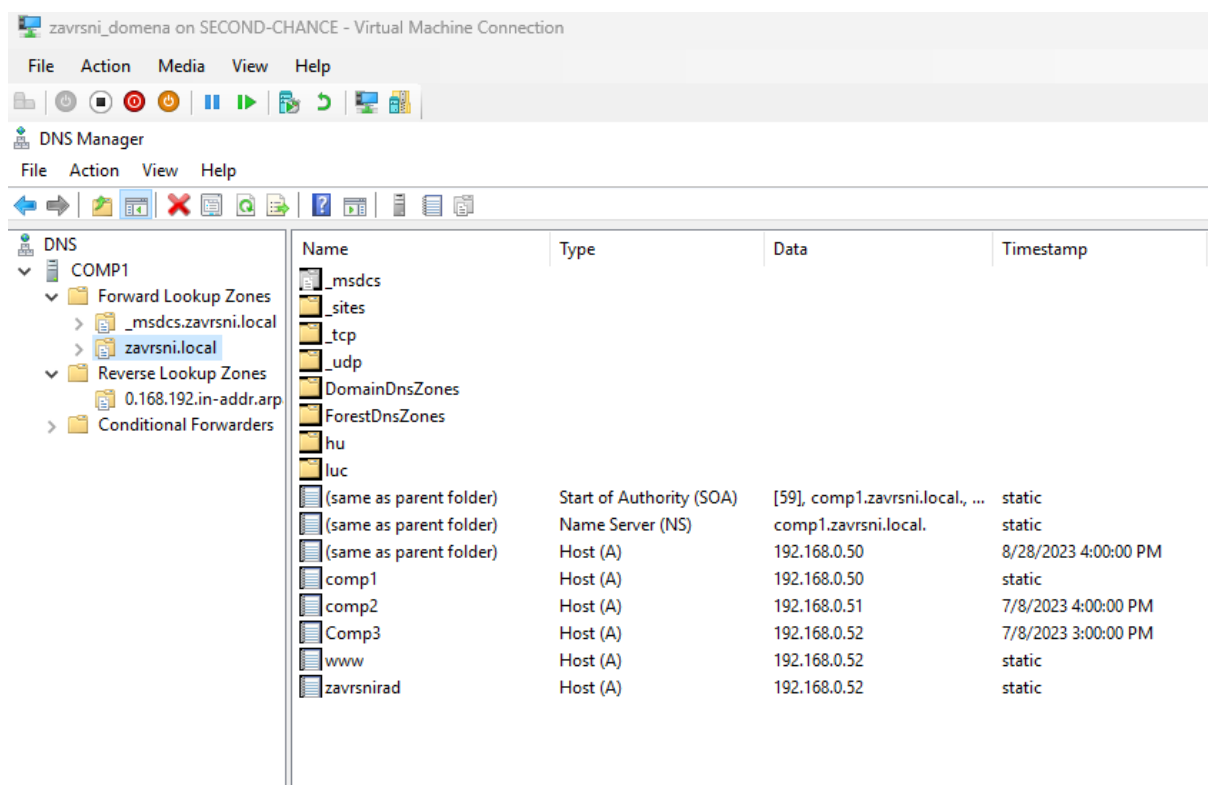 zavrsni_domena on SECOND-CHANCE - Virtual Machine Connection
File Action Media View Help
DNS Manager
File Action View Help
DNS
COMP1
Forward Lookup Zones
_msdcs.zavrsni.local
zavrsni.local
Reverse Lookup Zones
0.168.192.in-addr.arp
Conditional Forwarders
Name Type Data Timestamp
_msdcs
_sites
_tcp
_udp
DomainDnsZones
ForestDnsZones
hu
luc
(same as parent folder) Start of Authority (SOA) [59], comp1.zavrsni.local., ... static
(same as parent folder) Name Server (NS) comp1.zavrsni.local. static
(same as parent folder) Host (A) 192.168.0.50 8/28/2023 4:00:00 PM
comp1 Host (A) 192.168.0.50 static
comp2 Host (A) 192.168.0.51 7/8/2023 4:00:00 PM
Comp3 Host (A) 192.168.0.52 7/8/2023 3:00:00 PM
www Host (A) 192.168.0.52 static
zavrsnirad Host (A) 192.168.0.52 static